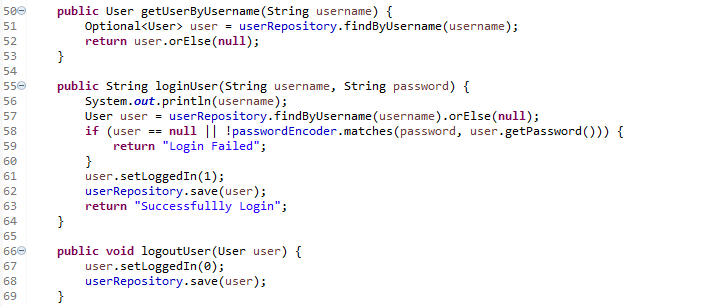 50 public User getUserByUsername(String username) {
51 Optional<User> user = userRepository.findByUsername(username);
52 return user.orElse(null);
53 }
54
55 public String loginUser(String username, String password) {
56 System.out.println(username);
57 User user = userRepository.findByUsername(username).orElse(null);
58 if (user == null || !passwordEncoder.matches(password, user.getPassword())) {
59 return "Login Failed";
60 }
61 user.setLoggedIn(1);
62 userRepository.save(user);
63 return "Successfullly Login";
64 }
65
66 public void logoutUser(User user) {
67 user.setLoggedIn(0);
68 userRepository.save(user);
69 }